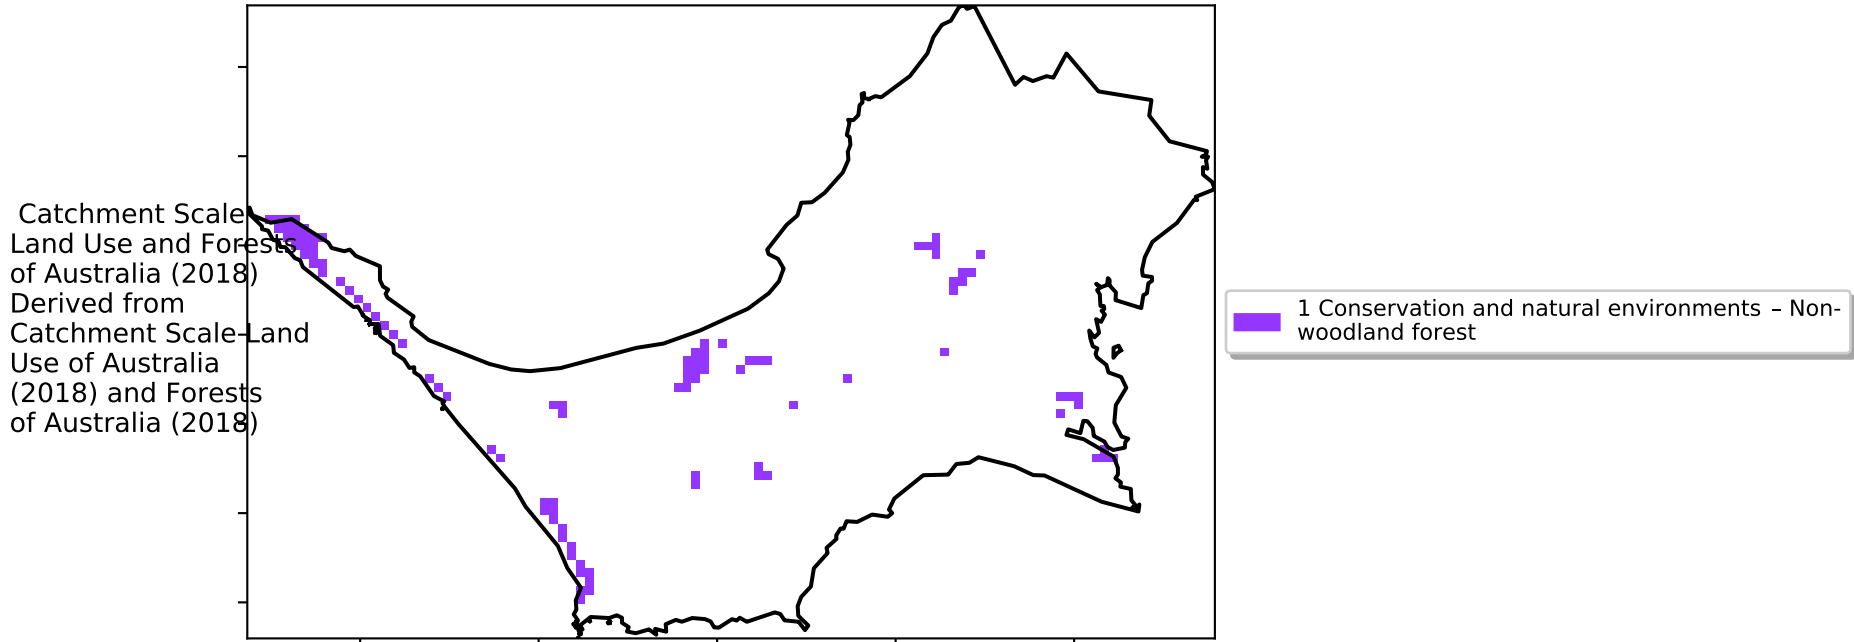 Catchment Scale
Land Use and Forests
of Australia (2018)
Derived from
Catchment Scale Land
Use of Australia
(2018) and Forests
of Australia (2018)
1 Conservation and natural environments – Non-
woodland forest